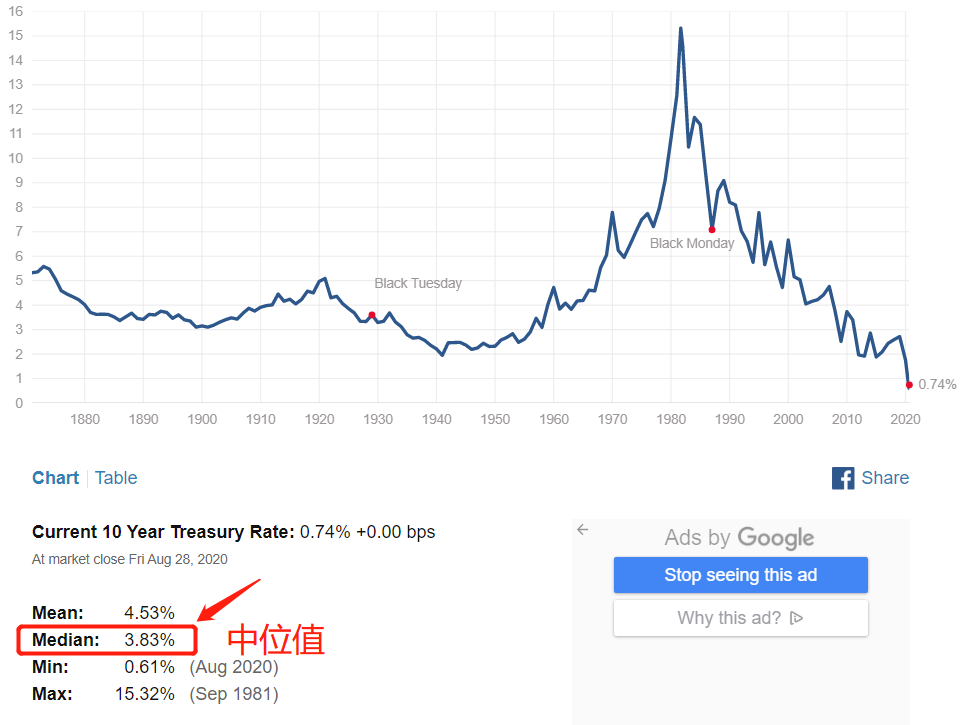 16
15
14
13
12
11
10
9
8
7
6
5
4
3
2
1
0
Black Tuesday
Black Monday
0.74%
1880 1890 1900 1910 1920 1930 1940 1950 1960 1970 1980 1990 2000 2010 2020
Chart Table
Share
Current 10 Year Treasury Rate: 0.74% +0.00 bps
At market close Fri Aug 28, 2020
Mean: 4.53%
Median: 3.83%
中位值
Min: 0.61% (Aug 2020)
Max: 15.32% (Sep 1981)
Ads by Google
Stop seeing this ad
Why this ad?